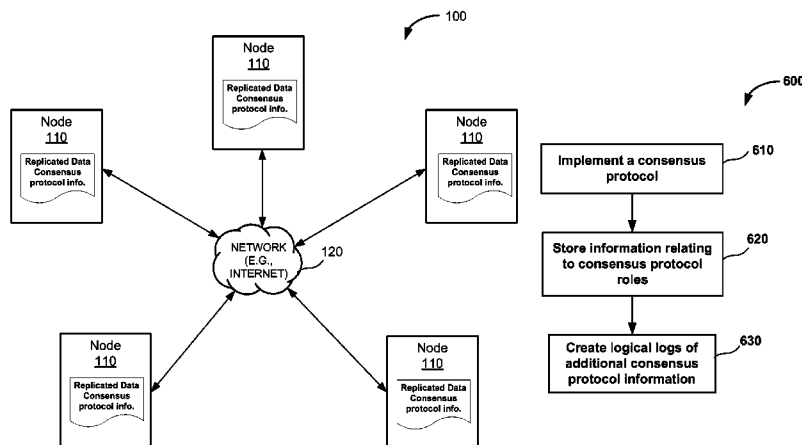 100
Node
110
Replicated Data
Consensus
protocol info.
Node
110
Replicated Data
Consensus
protocol info.
Node
110
Replicated Data
Consensus
protocol info.
NETWORK
(E.G.,
INTERNET)
120
Node
110
Replicated Data
Consensus
protocol info.
Node
110
Replicated Data
Consensus
protocol info.
600
Implement a consensus
protocol
610
Store information relating
to consensus protocol
roles
620
Create logical logs of
additional consensus
protocol information
630